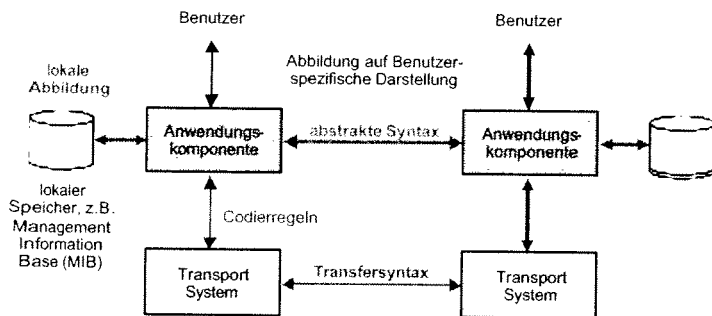 Benutzer
Benutzer
lokale
Abbildung
Abbildung auf Benutzer-
spezifische Darstellung
Anwendungs-
komponente
abstrakte Syntax
Anwendungs-
komponente
lokaler
Speicher, z.B.
Management
Information
Base (MIB)
Codierregeln
Transport
System
Transfersyntax
Transport
System